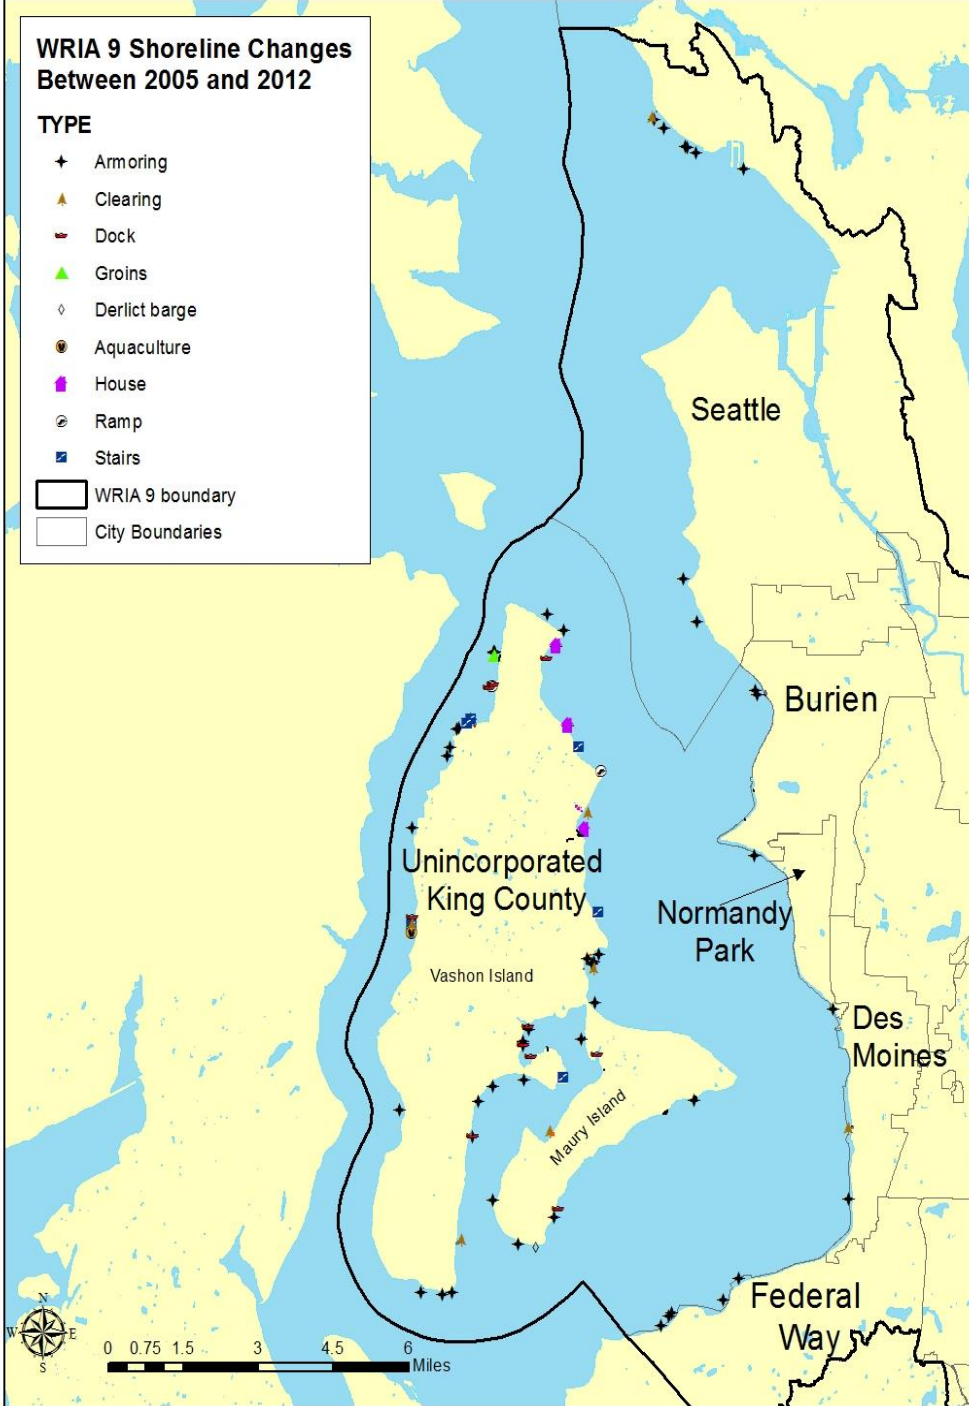 WRIA 9 Shoreline Changes
Between 2005 and 2012
TYPE
Armoring
Clearing
Dock
Groins
Derlict barge
Aquaculture
House
Ramp
Stairs
WRIA 9 boundary
City Boundaries
Seattle
Burien
Unincorporated
King County
Normandy
Park
Vashon Island
Des
Moines
Maury Island
Federal
Way
N
W E
S
0 0.75 1.5 3 4.5 6
Miles